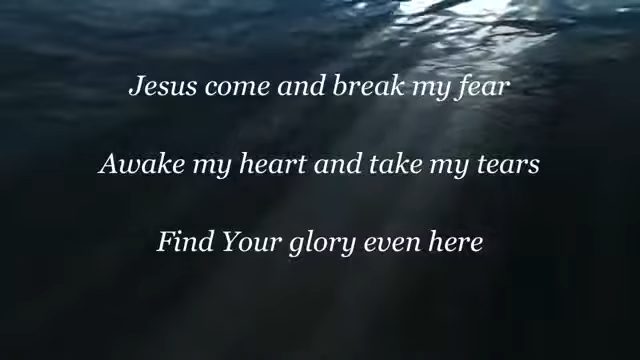 Jesus come and break my fear
Awake my heart and take my tears
Find Your glory even here